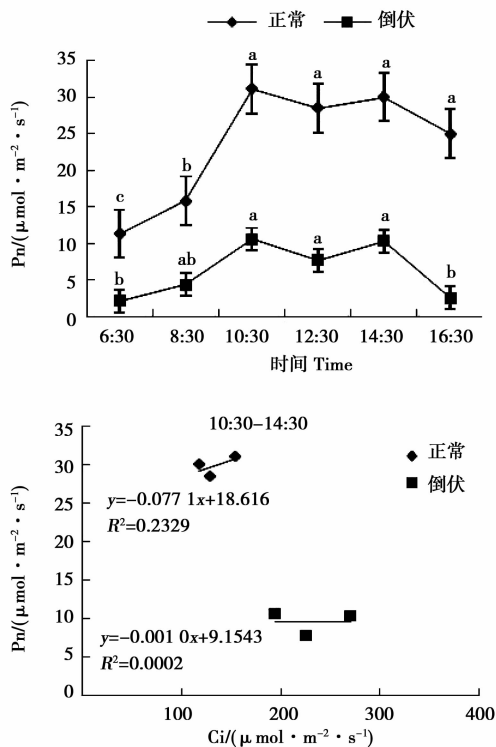 正常 倒伏
Pn/(μmol·m⁻²·s⁻¹)
35
30
25
20
15
10
5
0
c
b
a
a
a
a
b
ab
a
a
a
b
6:30 8:30 10:30 12:30 14:30 16:30
时间 Time
10:30–14:30
正常
倒伏
Pn/(μmol·m⁻²·s⁻¹)
35
30
25
20
15
10
5
0
y=-0.077 1x+18.616
R²=0.2329
y=-0.001 0x+9.1543
R²=0.0002
100 200 300 400
Ci/(μmol·m⁻²·s⁻¹)